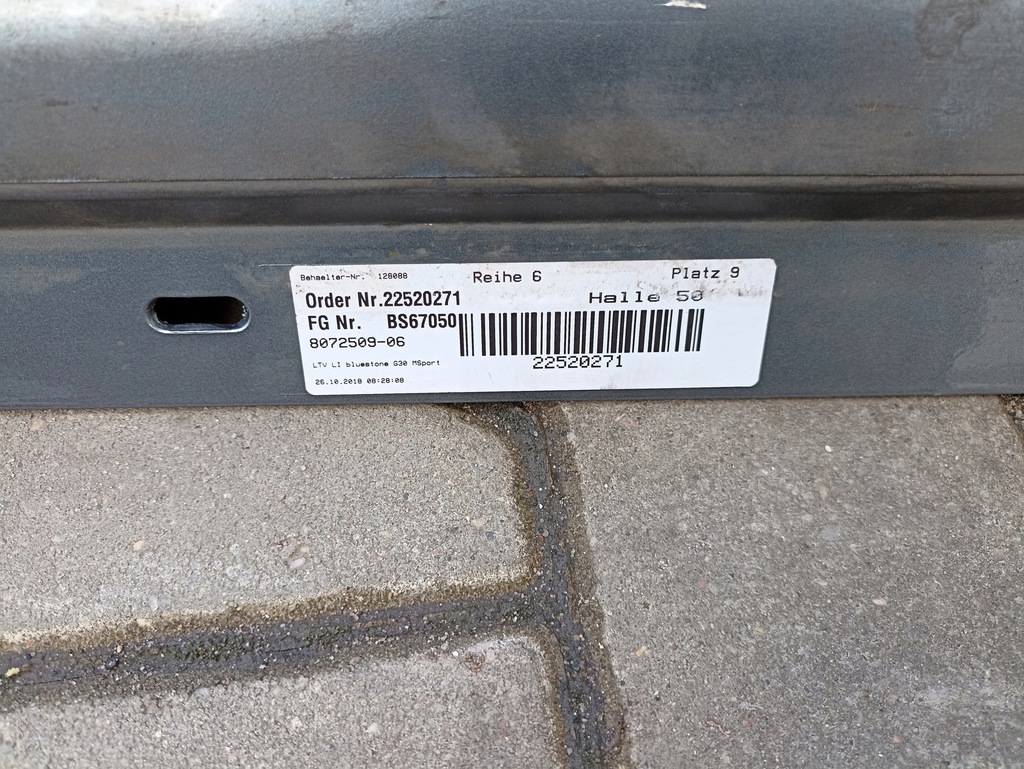 Behaelter-Nr. 128088 Reihe 6 Platz 9
Order Nr.22520271 Halle 50
FG Nr. BS67050
8072509-06
22520271
LTV LI bluestone G30 MSport
26.10.2018 08:28:08